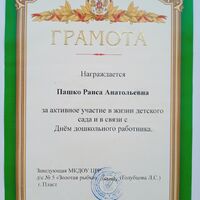 ГРАМОТА
Награждается
Пашко Раиса Анатольевна
за активное участие в жизни детского
сада и в связи с
Днём дошкольного работника.
Заведующая МКДОУ ЦРР
д/с № 5 «Золотая рыбка» (Голубцова Л.С.)
г. Пласт